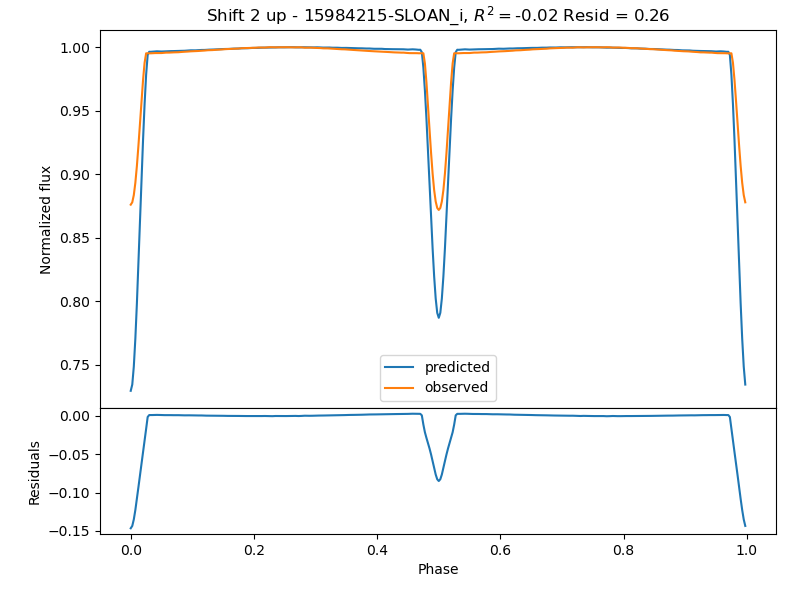 Shift 2 up - 15984215-SLOAN_i, $R^2 = $-0.02 Resid = 0.26
1.00
0.95
0.90
0.85
0.80
0.75
Normalized flux
predicted
observed
0.00
−0.05
−0.10
−0.15
Residuals
0.0 0.2 0.4 0.6 0.8 1.0
Phase